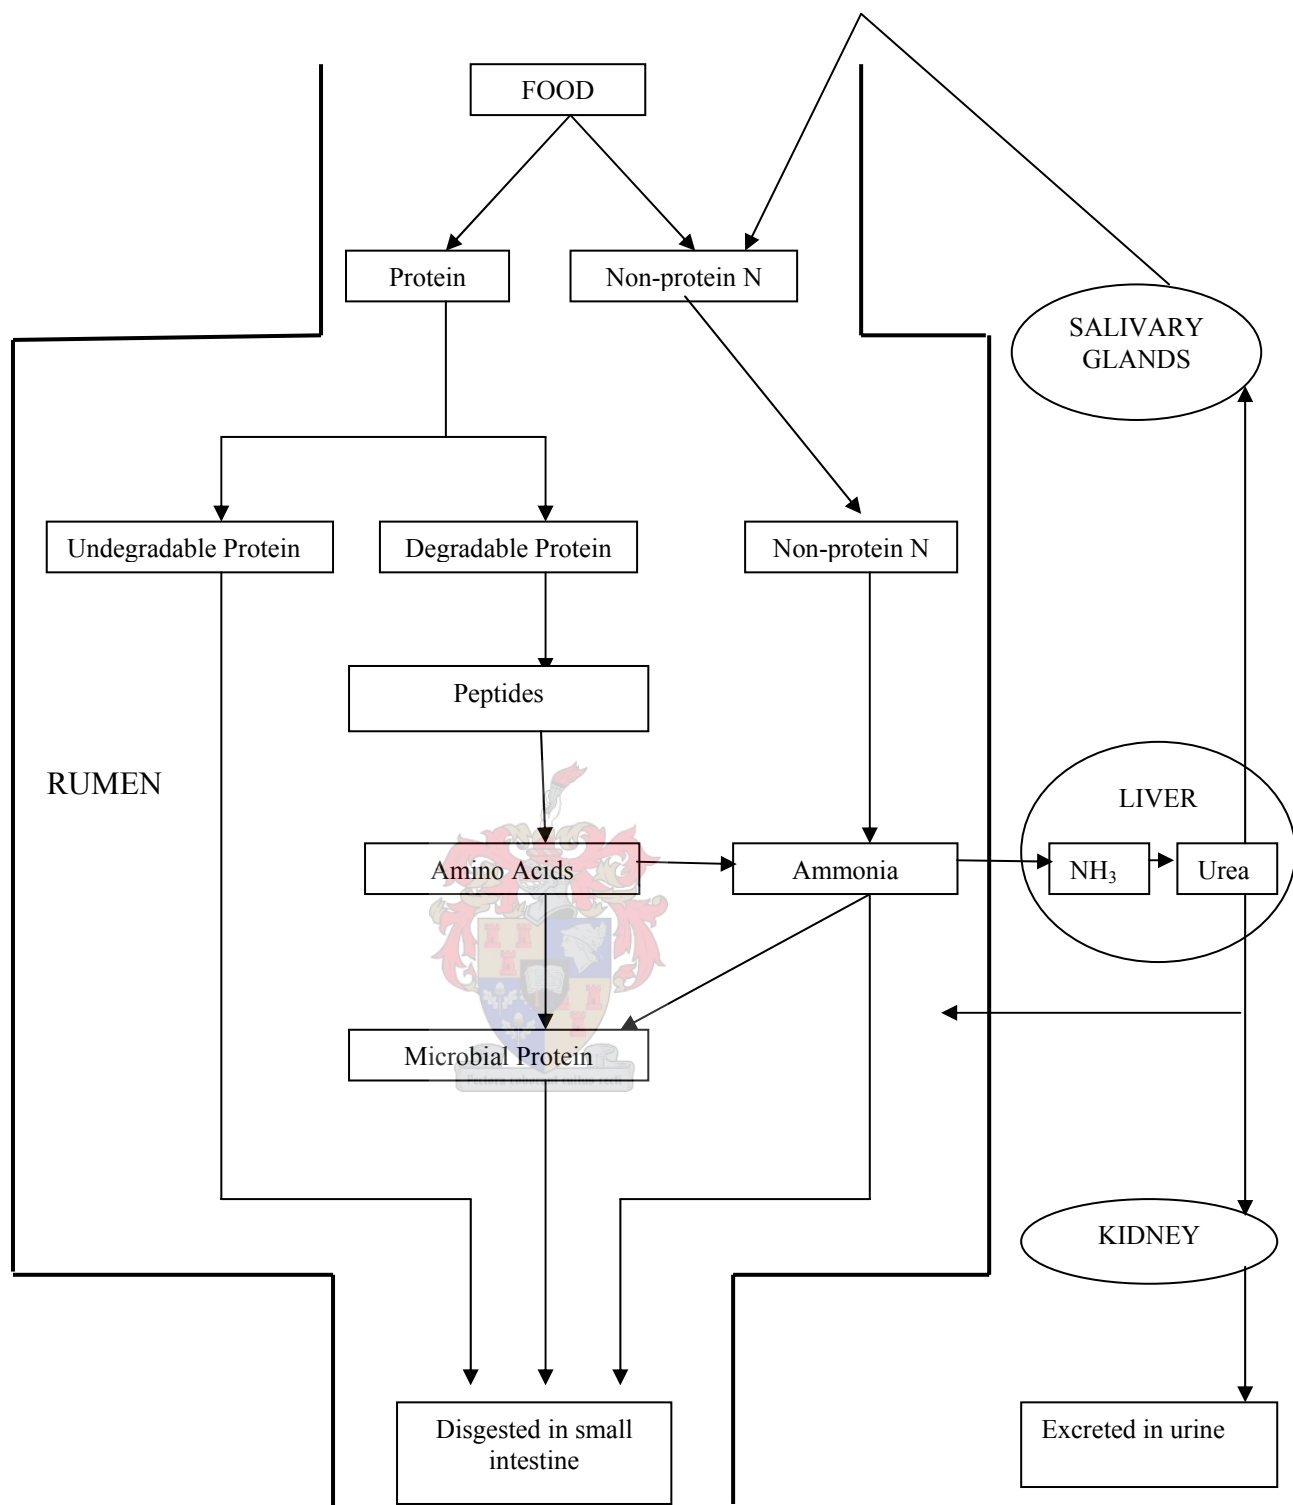 FOOD
Protein
Non-protein N
SALIVARY
GLANDS
Undegradable Protein
Degradable Protein
Non-protein N
Peptides
RUMEN
LIVER
Amino Acids
Ammonia
NH₃
Urea
Microbial Protein
KIDNEY
Disgested in small
intestine
Excreted in urine